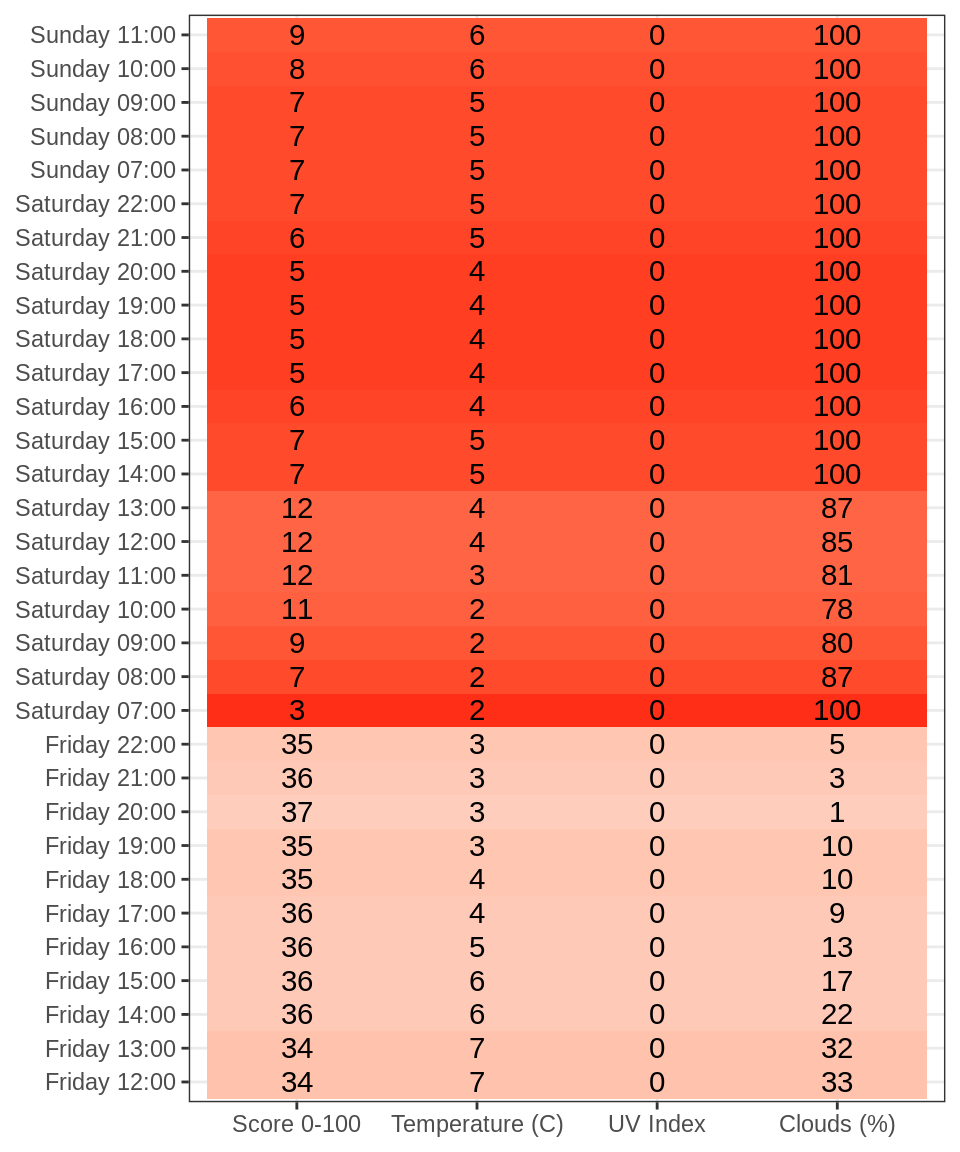 Sunday 11:00 9 6 0 100
Sunday 10:00 8 6 0 100
Sunday 09:00 7 5 0 100
Sunday 08:00 7 5 0 100
Sunday 07:00 7 5 0 100
Saturday 22:00 7 5 0 100
Saturday 21:00 6 5 0 100
Saturday 20:00 5 4 0 100
Saturday 19:00 5 4 0 100
Saturday 18:00 5 4 0 100
Saturday 17:00 5 4 0 100
Saturday 16:00 6 4 0 100
Saturday 15:00 7 5 0 100
Saturday 14:00 7 5 0 100
Saturday 13:00 12 4 0 87
Saturday 12:00 12 4 0 85
Saturday 11:00 12 3 0 81
Saturday 10:00 11 2 0 78
Saturday 09:00 9 2 0 80
Saturday 08:00 7 2 0 87
Saturday 07:00 3 2 0 100
Friday 22:00 35 3 0 5
Friday 21:00 36 3 0 3
Friday 20:00 37 3 0 1
Friday 19:00 35 3 0 10
Friday 18:00 35 4 0 10
Friday 17:00 36 4 0 9
Friday 16:00 36 5 0 13
Friday 15:00 36 6 0 17
Friday 14:00 36 6 0 22
Friday 13:00 34 7 0 32
Friday 12:00 34 7 0 33
Score 0-100 Temperature (C) UV Index Clouds (%)